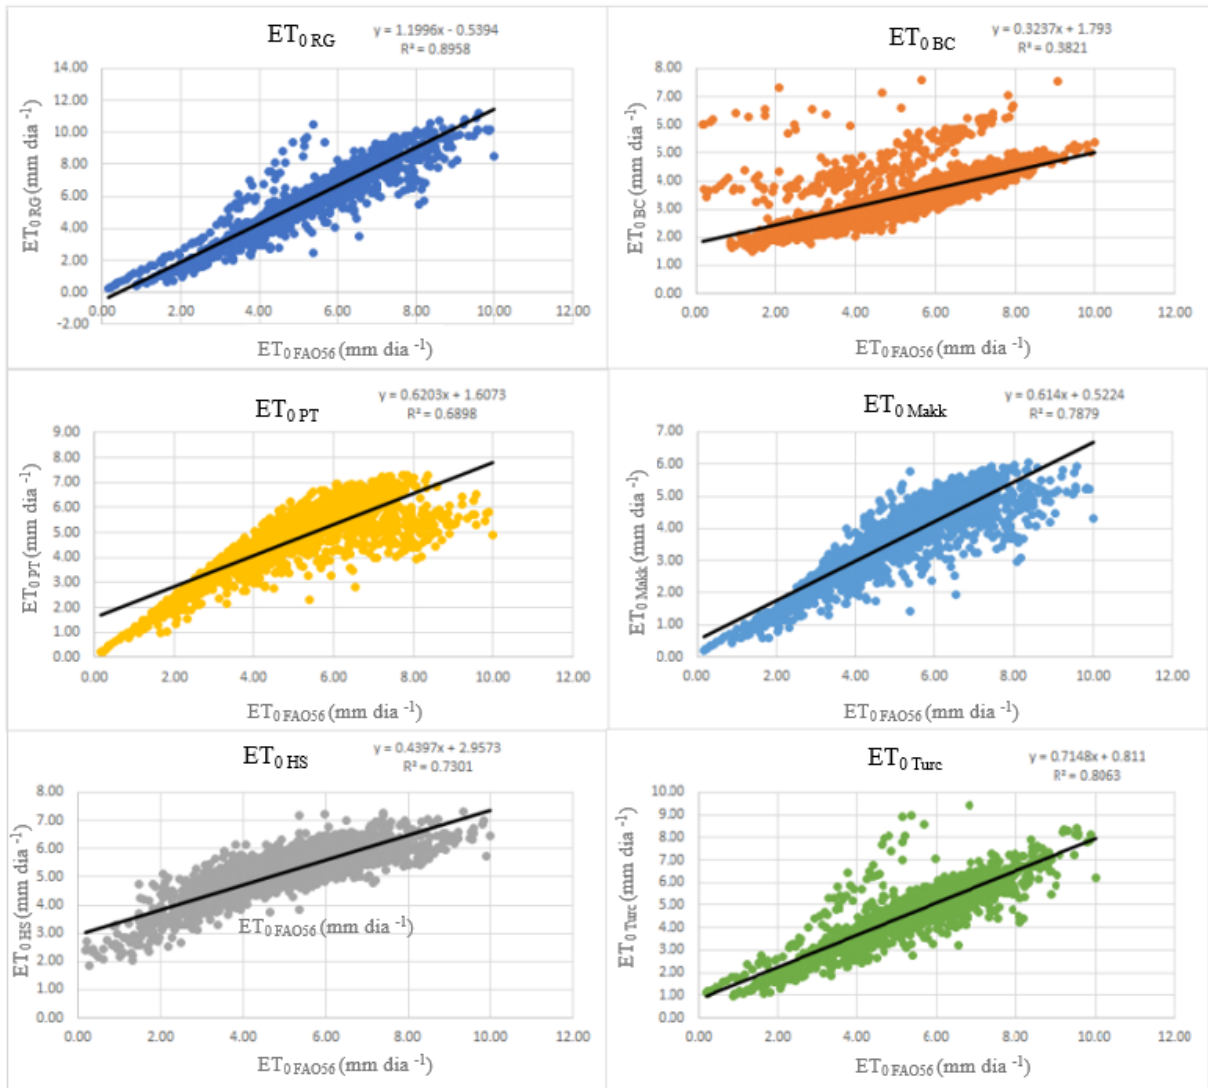 ET0 RG
y = 1.1996x - 0.5394
R² = 0.8958
14.00
12.00
10.00
8.00
6.00
4.00
2.00
0.00
-2.00
0.00 2.00 4.00 6.00 8.00 10.00 12.00
ET0 RG (mm dia -1)
ET0 FAO56 (mm dia -1)
ET0 BC
y = 0.3237x + 1.793
R² = 0.3821
8.00
7.00
6.00
5.00
4.00
3.00
2.00
1.00
0.00
0.00 2.00 4.00 6.00 8.00 10.00 12.00
ET0 BC (mm dia -1)
ET0 FAO56 (mm dia -1)
ET0 PT
y = 0.6203x + 1.6073
R² = 0.6898
9.00
8.00
7.00
6.00
5.00
4.00
3.00
2.00
1.00
0.00
0.00 2.00 4.00 6.00 8.00 10.00 12.00
ET0 PT (mm dia -1)
ET0 FAO56 (mm dia -1)
ET0 Makk
y = 0.614x + 0.5224
R² = 0.7879
7.00
6.00
5.00
4.00
3.00
2.00
1.00
0.00
0.00 2.00 4.00 6.00 8.00 10.00 12.00
ET0 Makk (mm dia -1)
ET0 FAO56 (mm dia -1)
ET0 HS
y = 0.4397x + 2.9573
R² = 0.7301
8.00
7.00
6.00
5.00
4.00
3.00
2.00
1.00
0.00
0.00 2.00 4.00 6.00 8.00 10.00 12.00
ET0 HS (mm dia -1)
ET0 FAO56 (mm dia -1)
ET0 FAO56 (mm dia -1)
ET0 Turc
y = 0.7148x + 0.811
R² = 0.8063
10.00
9.00
8.00
7.00
6.00
5.00
4.00
3.00
2.00
1.00
0.00
0.00 2.00 4.00 6.00 8.00 10.00 12.00
ET0 Turc (mm dia -1)
ET0 FAO56 (mm dia -1)